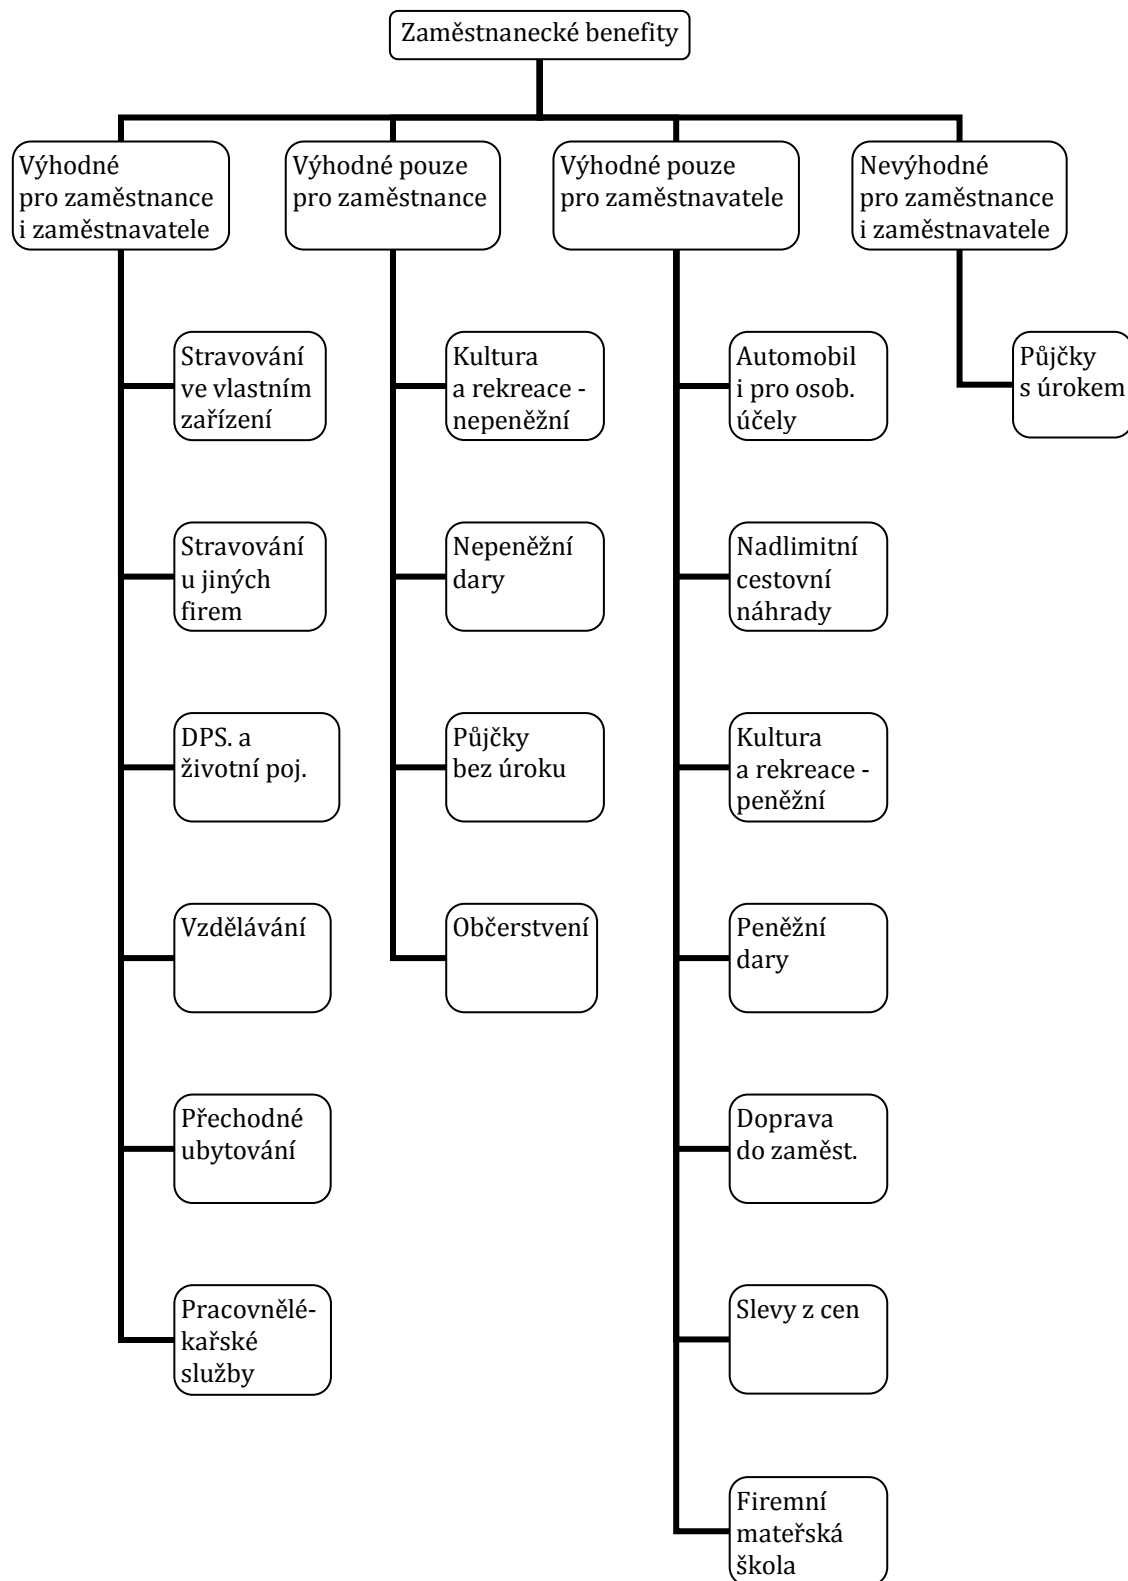 Zaměstnanecké benefity
Výhodné
pro zaměstnance
i zaměstnavatele
Výhodné pouze
pro zaměstnance
Výhodné pouze
pro zaměstnavatele
Nevýhodné
pro zaměstnance
i zaměstnavatele
Stravování
ve vlastním
zařízení
Stravování
u jiných
firem
DPS. a
životní poj.
Vzdělávání
Přechodné
ubytování
Pracovnělé-
kařské
služby
Kultura
a rekreace -
nepeněžní
Nepeněžní
dary
Půjčky
bez úroku
Občerstvení
Automobil
i pro osob.
účely
Nadlimitní
cestovní
náhrady
Kultura
a rekreace -
peněžní
Peněžní
dary
Doprava
do zaměst.
Slevy z cen
Firemní
mateřská
škola
Půjčky
s úrokem